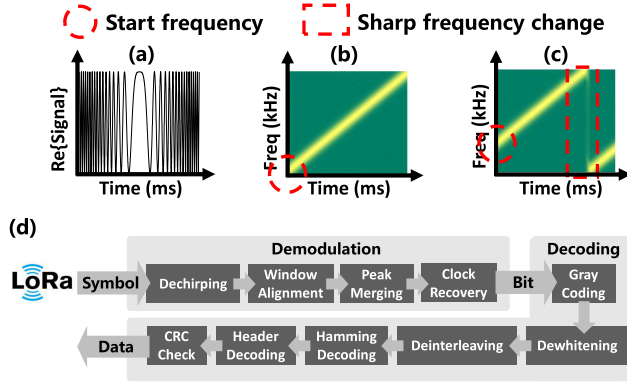 Start frequency
Sharp frequency change
(a)
(b)
(c)
Re{Signal}
Time (ms)
Freq (kHz)
Time (ms)
Freq (kHz)
Time (ms)
(d)
Demodulation
Decoding
LoRa
Symbol
Dechirping
Window
Alignment
Peak
Merging
Clock
Recovery
Bit
Gray
Coding
Data
CRC
Check
Header
Decoding
Hamming
Decoding
Deinterleaving
Dewhitening